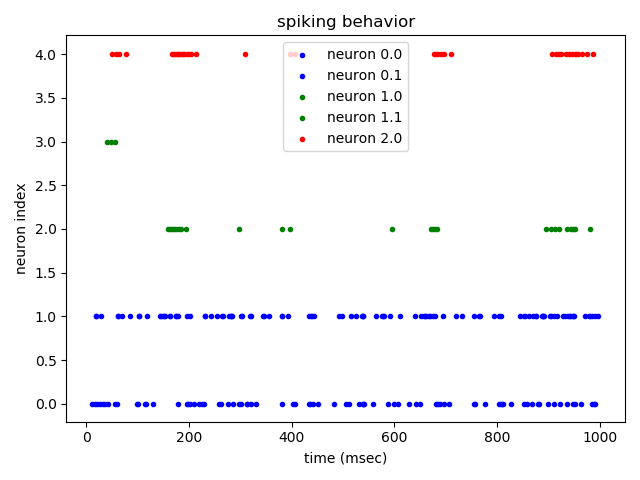 spiking behavior
neuron 0.0
neuron 0.1
neuron 1.0
neuron 1.1
neuron 2.0
4.0
3.5
3.0
2.5
2.0
1.5
1.0
0.5
0.0
neuron index
0
200
400
600
800
1000
time (msec)